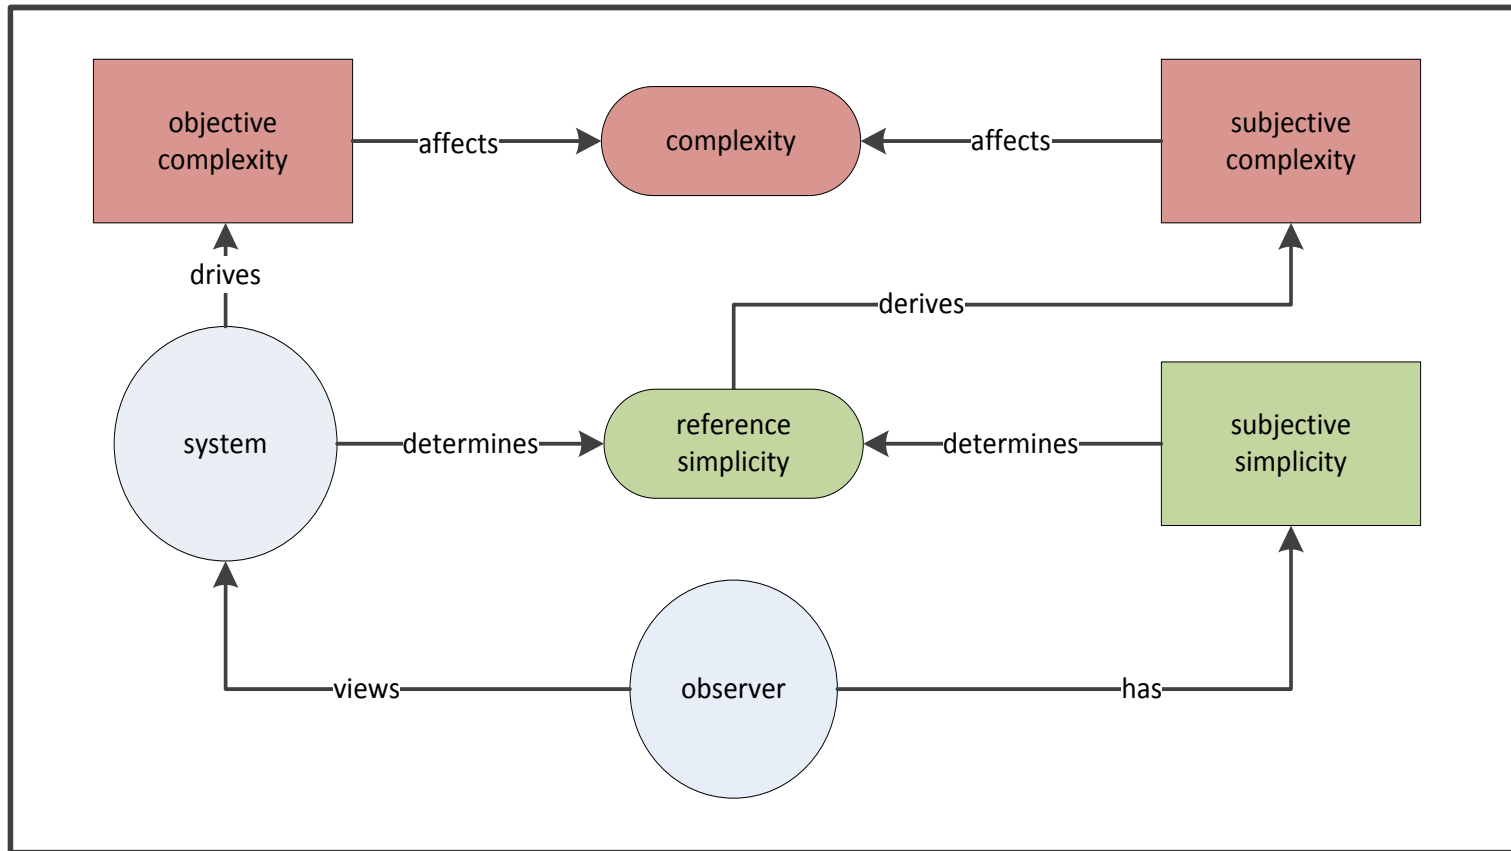 objective
complexity
affects
complexity
affects
subjective
complexity
drives
derives
system
determines
reference
simplicity
determines
subjective
simplicity
views
observer
has